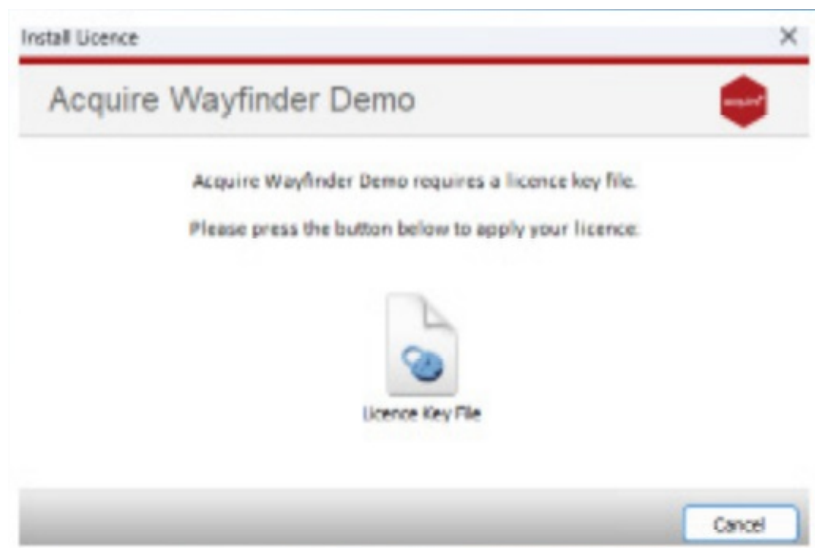 Install Licence
Acquire Wayfinder Demo
acquire
Acquire Wayfinder Demo requires a licence key file.
Please press the button below to apply your licence:
Licence Key File
Cancel